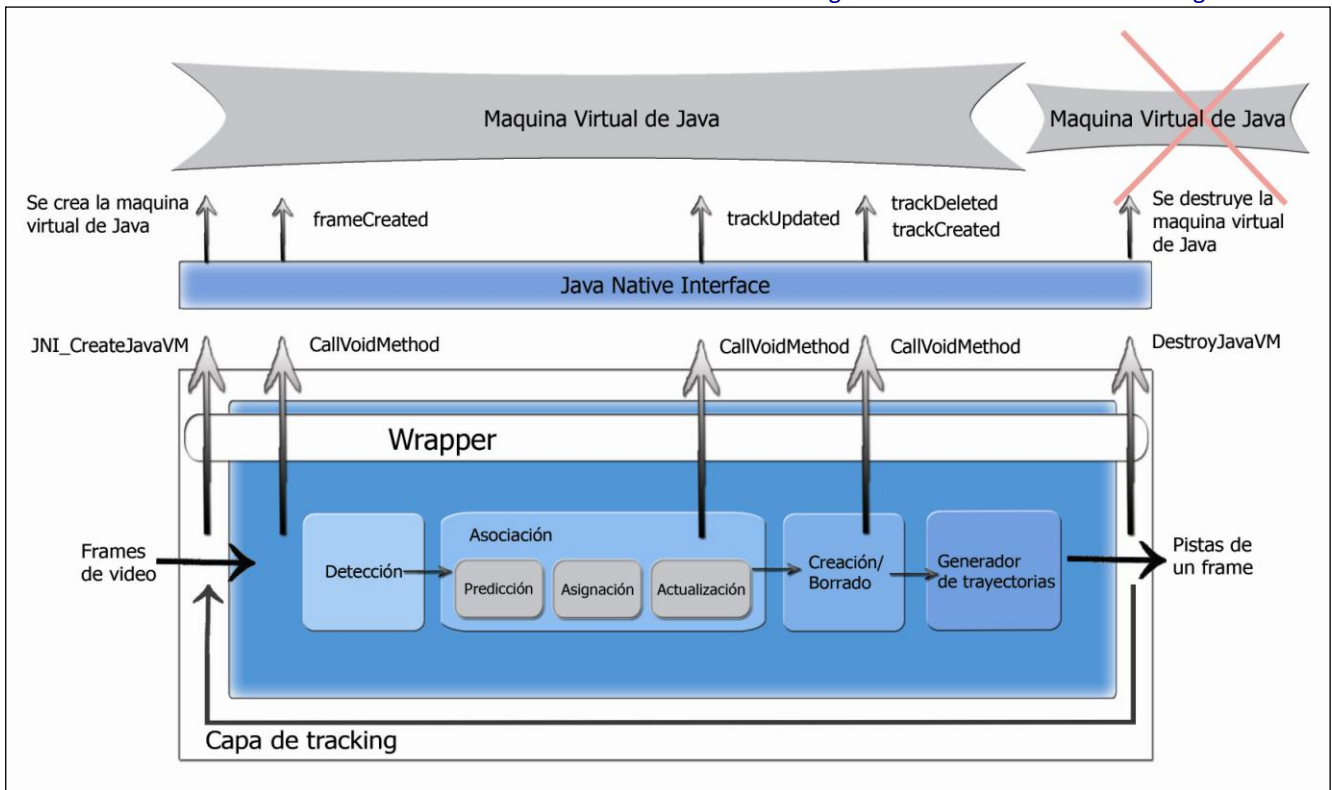 Maquina Virtual de Java
Maquina Virtual de Java
Se crea la maquina
virtual de Java
frameCreated
trackUpdated
trackDeleted
trackCreated
Se destruye la
maquina virtual
de Java
Java Native Interface
JNI_CreateJavaVM
CallVoidMethod
CallVoidMethod
CallVoidMethod
DestroyJavaVM
Wrapper
Frames
de video
Detección
Asociación
Predicción
Asignación
Actualización
Creación/
Borrado
Generador
de trayectorias
Pistas de
un frame
Capa de tracking